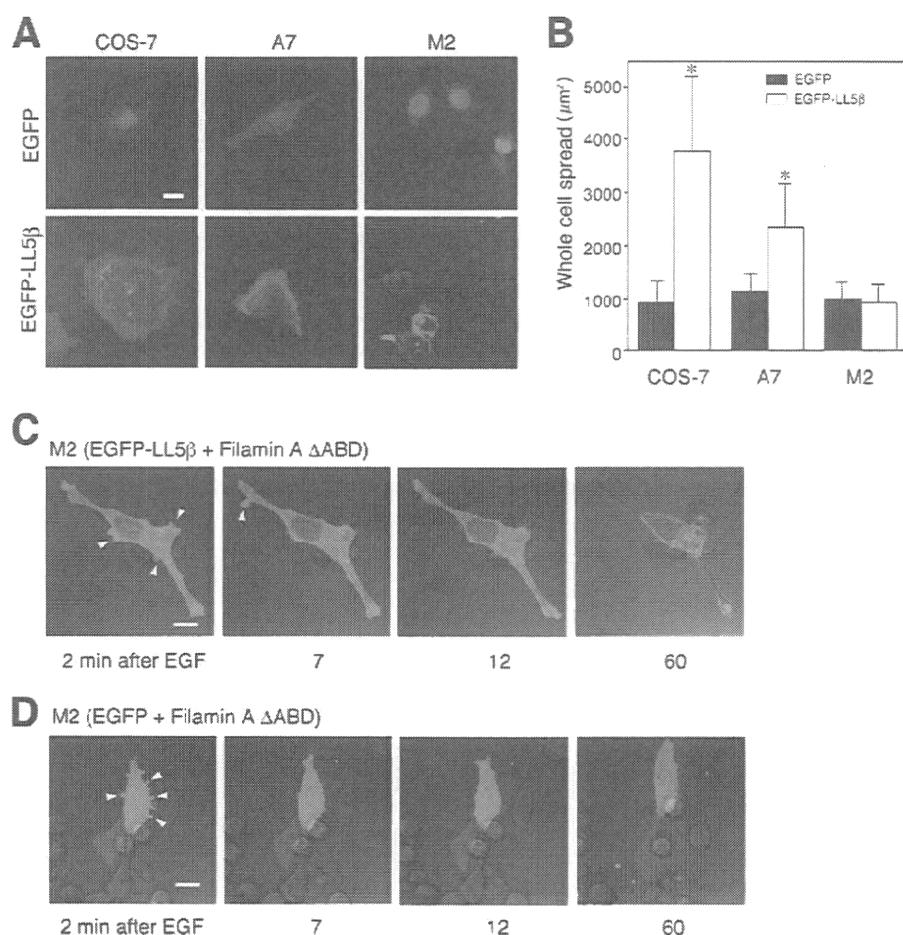 A
COS-7 A7 M2
EGFP
EGFP-LL5β
B
Whole cell spread (μm²)
5000
4000
3000
2000
1000
0
EGFP
EGFP-LL5β
* *
COS-7 A7 M2
C
M2 (EGFP-LL5β + Filamin A ΔABD)
2 min after EGF 7 12 60
D
M2 (EGFP + Filamin A ΔABD)
2 min after EGF 7 12 60